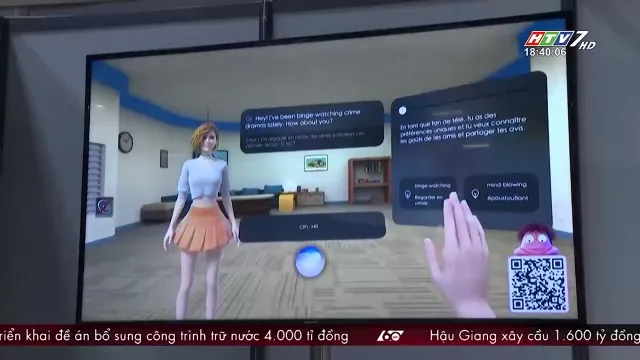 HTV7 HD
18:40:06
Hey! I've been binge watching crime
dramas lately. How about you?
En tant que fan de télé, tu as des
préférences uniques et tu veux connaître
les goûts de tes amis et partager tes avis.
binge watching
Regarder en
rafale
mind-blowing
époustouflant
Oh, Hi!
riển khai đề án bổ sung công trình trữ nước 4.000 tỉ đồng
Hậu Giang xây cầu 1.600 tỷ đồng